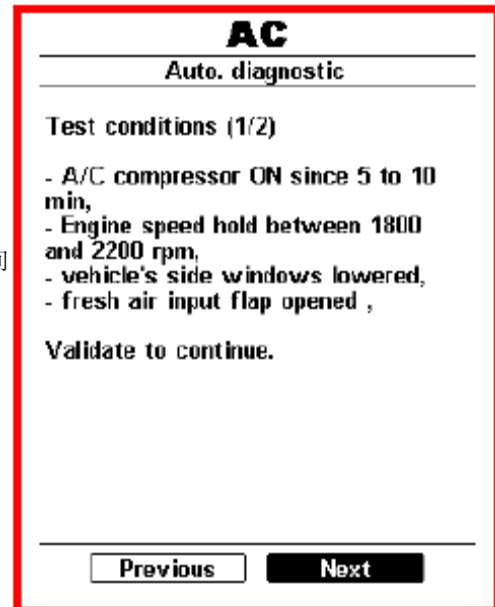 AC
Auto. diagnostic
Test conditions (1/2)
- A/C compressor ON since 5 to 10
min,
- Engine speed hold between 1800
and 2200 rpm,
- vehicle's side windows lowered,
- fresh air input flap opened ,
Validate to continue.
Previous
Next